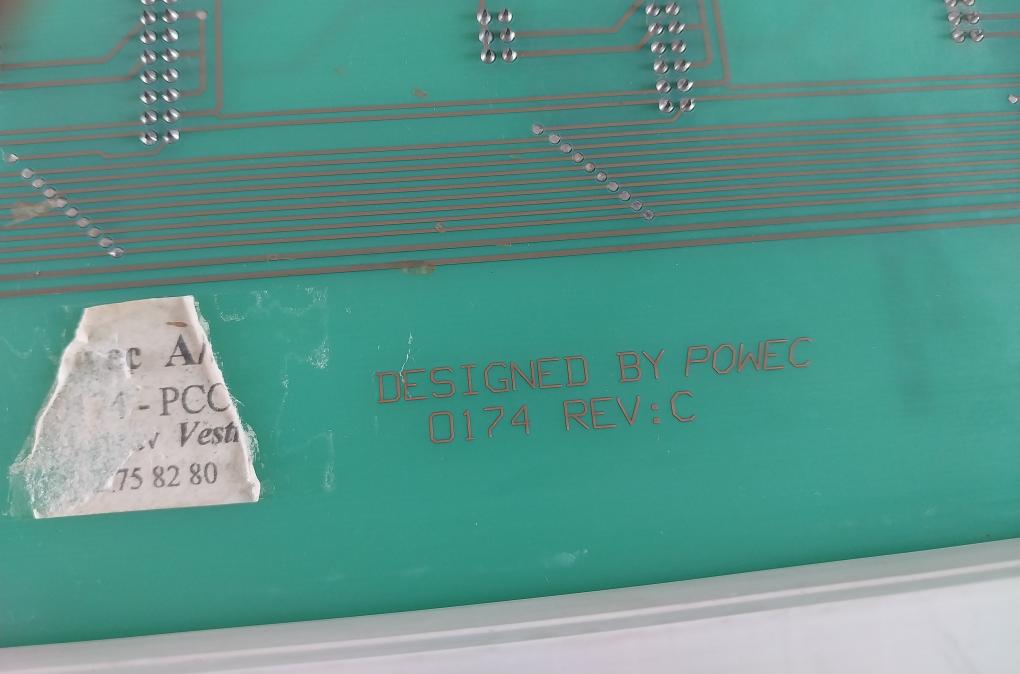 A/
- PCC
Vest
75 82 80
DESIGNED BY POWEC
0174 REV:C